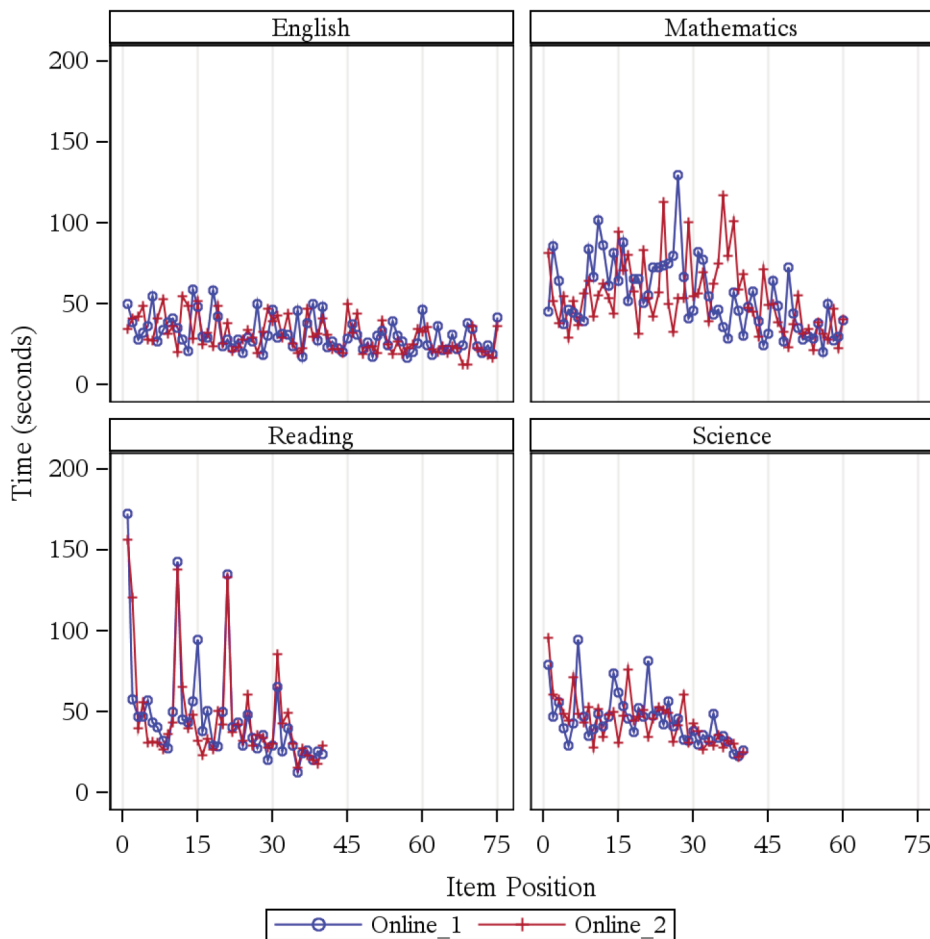 English Mathematics
200
150
100
50
0
Reading Science
200
150
100
50
0
Time (seconds)
0 15 30 45 60 75 0 15 30 45 60 75
Item Position
Online_1 Online_2